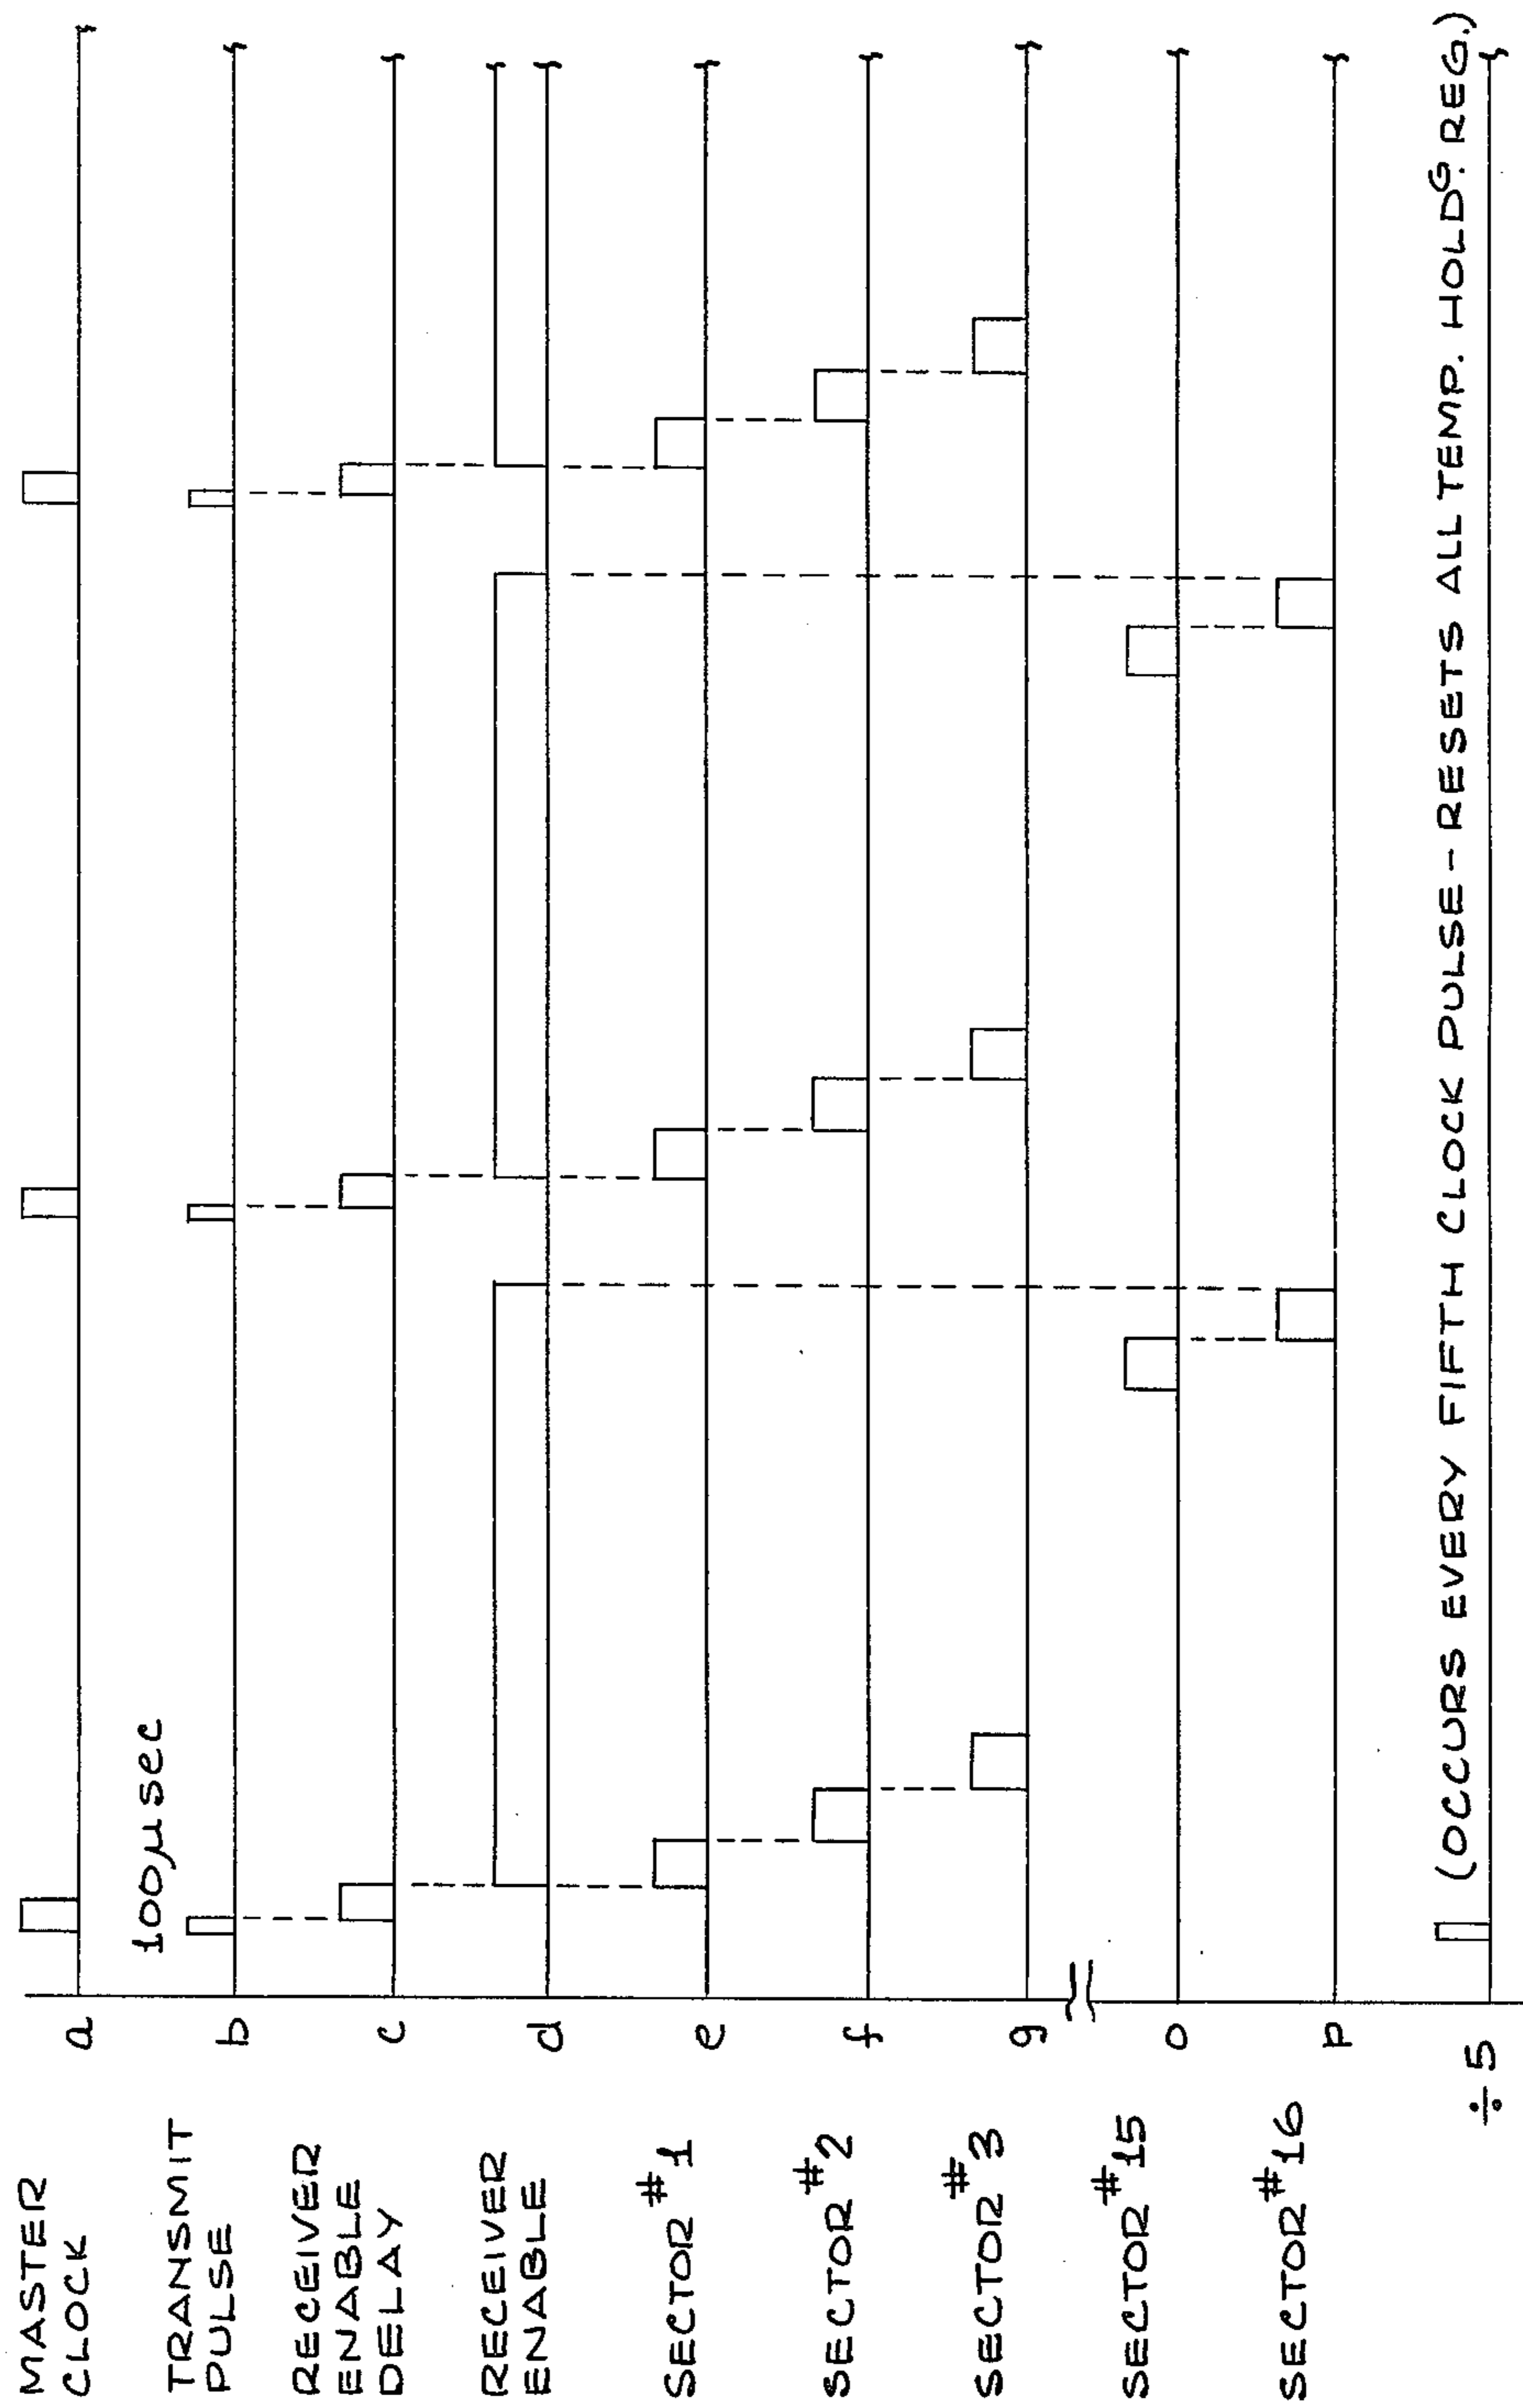 MASTER
CLOCK
a
100µsec
TRANSMIT
PULSE
b
RECEIVER
ENABLE
DELAY
c
RECEIVER
ENABLE
d
SECTOR #1
e
SECTOR #2
f
SECTOR #3
g
SECTOR #15
o
SECTOR #16
p
÷5
(OCCURS EVERY FIFTH CLOCK PULSE-RESETS ALL TEMP. HOLDG. REG.)